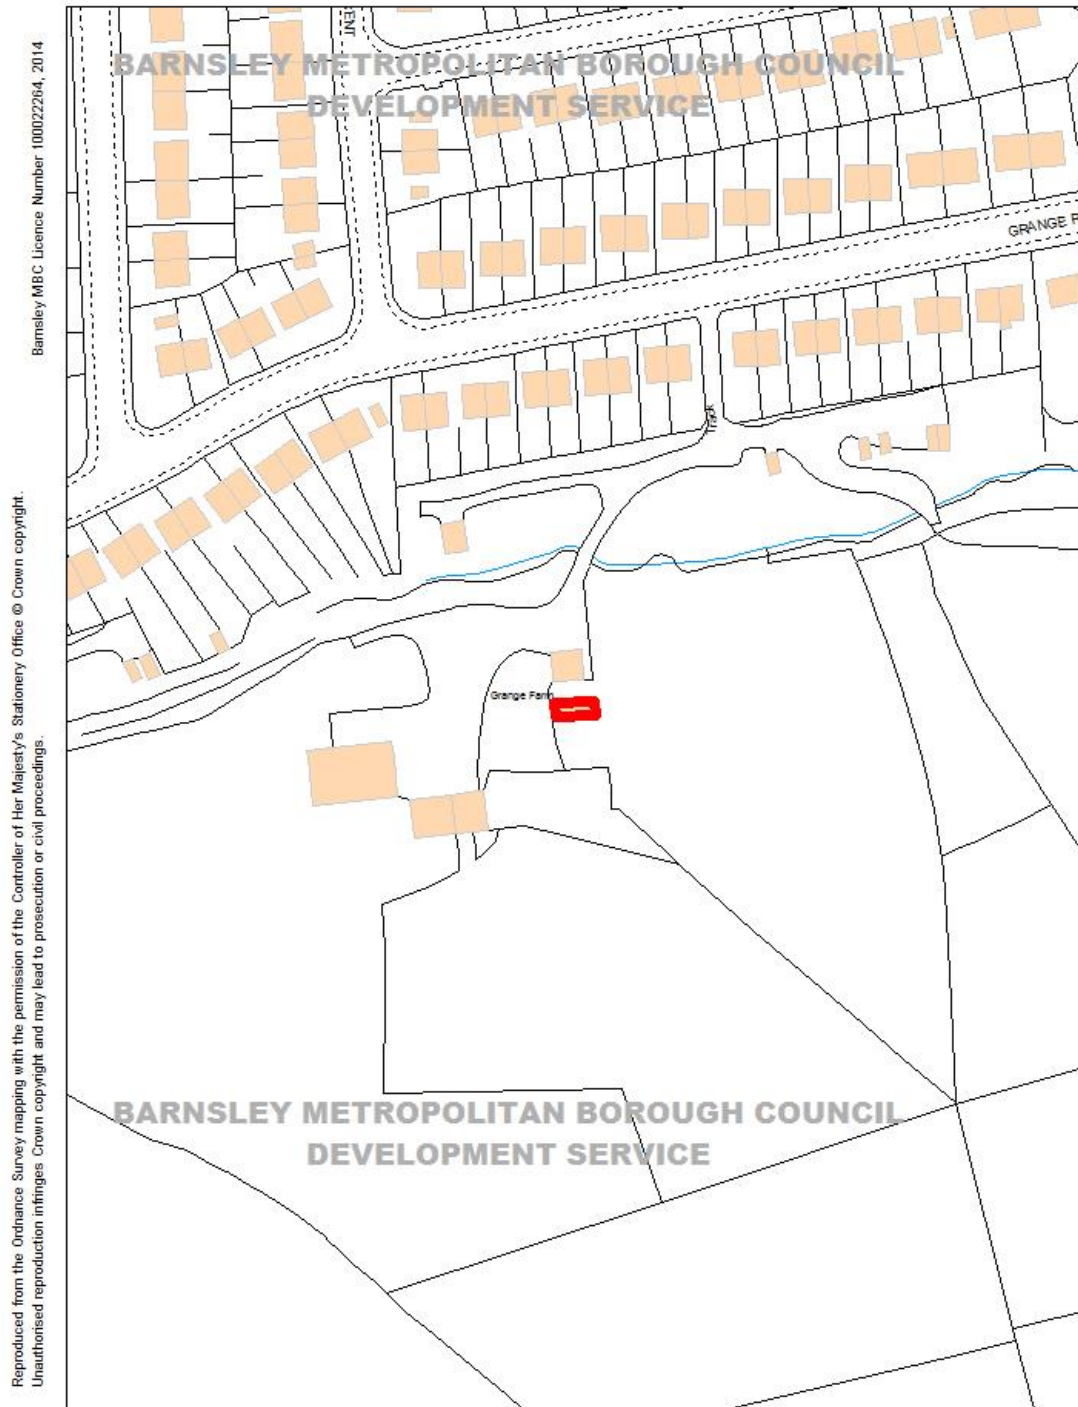 Barnsley MBC Licence Number 100022264, 2014
Reproduced from the Ordnance Survey mapping with the permission of the Controller of Her Majesty's Stationery Office © Crown copyright.
Unauthorised reproduction infringes Crown copyright and may lead to prosecution or civil proceedings.
BARNSLEY METROPOLITAN BOROUGH COUNCIL
DEVELOPMENT SERVICE
ENT
GRANGE
Track
Grange Farm
BARNSLEY METROPOLITAN BOROUGH COUNCIL
DEVELOPMENT SERVICE